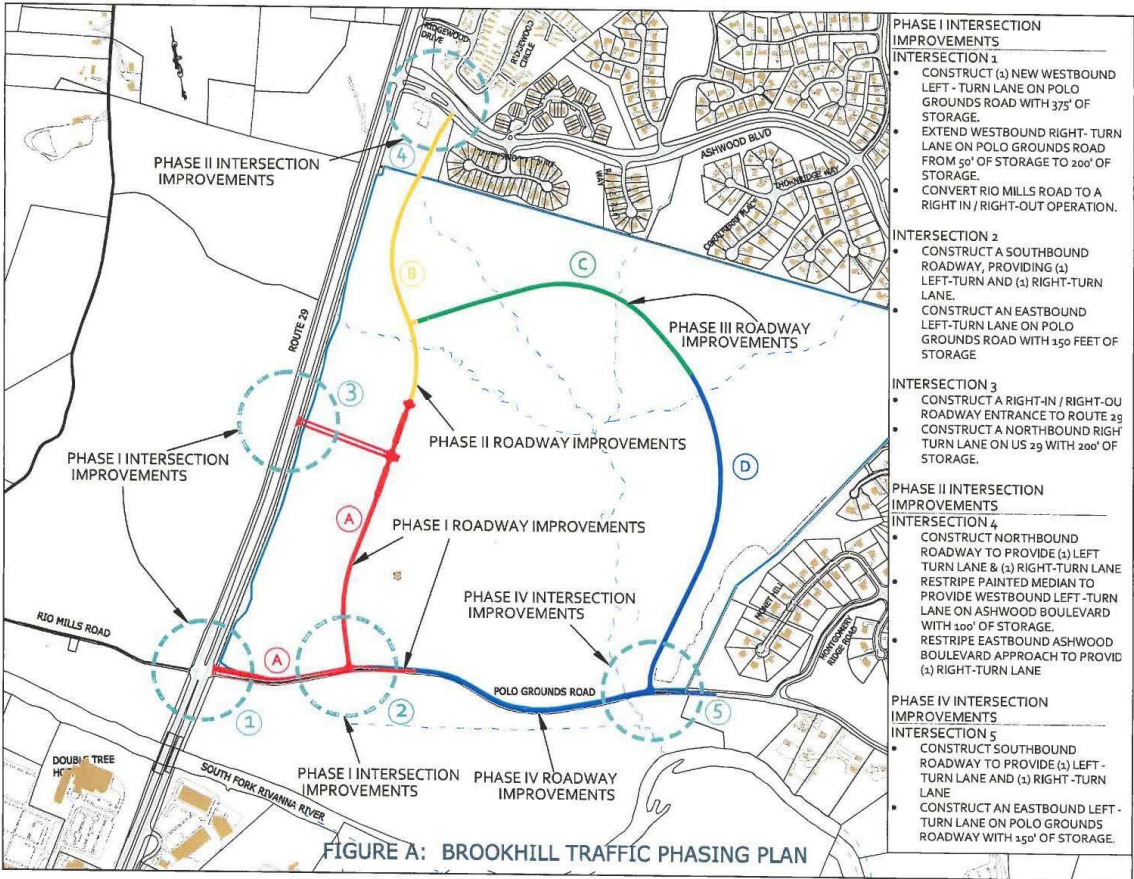 RIDGEWOOD
DRIVE
RIDGEWOOD
CIRCLE
ASHWOOD BLVD
PHASE II INTERSECTION
IMPROVEMENTS
4
WAY
CORALBERRY PLACE
B
C
ROUTE 29
PHASE III ROADWAY
IMPROVEMENTS
3
PHASE II ROADWAY IMPROVEMENTS
PHASE I INTERSECTION
IMPROVEMENTS
D
A
PHASE I ROADWAY IMPROVEMENTS
PHASE IV INTERSECTION
IMPROVEMENTS
MONET HILL
MONTGOMERY
RIDGE ROAD
RIO MILLS ROAD
A
POLO GROUNDS ROAD
1
2
5
DOUBLE TREE
SOUTH FORK RIVANNA RIVER
PHASE I INTERSECTION
IMPROVEMENTS
PHASE IV ROADWAY
IMPROVEMENTS
FIGURE A: BROOKHILL TRAFFIC PHASING PLAN
PHASE I INTERSECTION
IMPROVEMENTS
INTERSECTION 1
• CONSTRUCT (1) NEW WESTBOUND
LEFT - TURN LANE ON POLO
GROUNDS ROAD WITH 375' OF
STORAGE.
• EXTEND WESTBOUND RIGHT- TURN
LANE ON POLO GROUNDS ROAD
FROM 50' OF STORAGE TO 200' OF
STORAGE.
• CONVERT RIO MILLS ROAD TO A
RIGHT IN / RIGHT-OUT OPERATION.
INTERSECTION 2
• CONSTRUCT A SOUTHBOUND
ROADWAY, PROVIDING (1)
LEFT-TURN AND (1) RIGHT-TURN
LANE.
• CONSTRUCT AN EASTBOUND
LEFT-TURN LANE ON POLO
GROUNDS ROAD WITH 150 FEET OF
STORAGE
INTERSECTION 3
• CONSTRUCT A RIGHT-IN / RIGHT-OU
ROADWAY ENTRANCE TO ROUTE 29
• CONSTRUCT A NORTHBOUND RIGH
TURN LANE ON US 29 WITH 200' OF
STORAGE.
PHASE II INTERSECTION
IMPROVEMENTS
INTERSECTION 4
• CONSTRUCT NORTHBOUND
ROADWAY TO PROVIDE (1) LEFT
TURN LANE & (1) RIGHT-TURN LANE
• RESTRIPE PAINTED MEDIAN TO
PROVIDE WESTBOUND LEFT -TURN
LANE ON ASHWOOD BOULEVARD
WITH 100' OF STORAGE.
• RESTRIPE EASTBOUND ASHWOOD
BOULEVARD APPROACH TO PROVID
(1) RIGHT-TURN LANE
PHASE IV INTERSECTION
IMPROVEMENTS
INTERSECTION 5
• CONSTRUCT SOUTHBOUND
ROADWAY TO PROVIDE (1) LEFT -
TURN LANE AND (1) RIGHT -TURN
LANE
• CONSTRUCT AN EASTBOUND LEFT -
TURN LANE ON POLO GROUNDS
ROADWAY WITH 150' OF STORAGE.